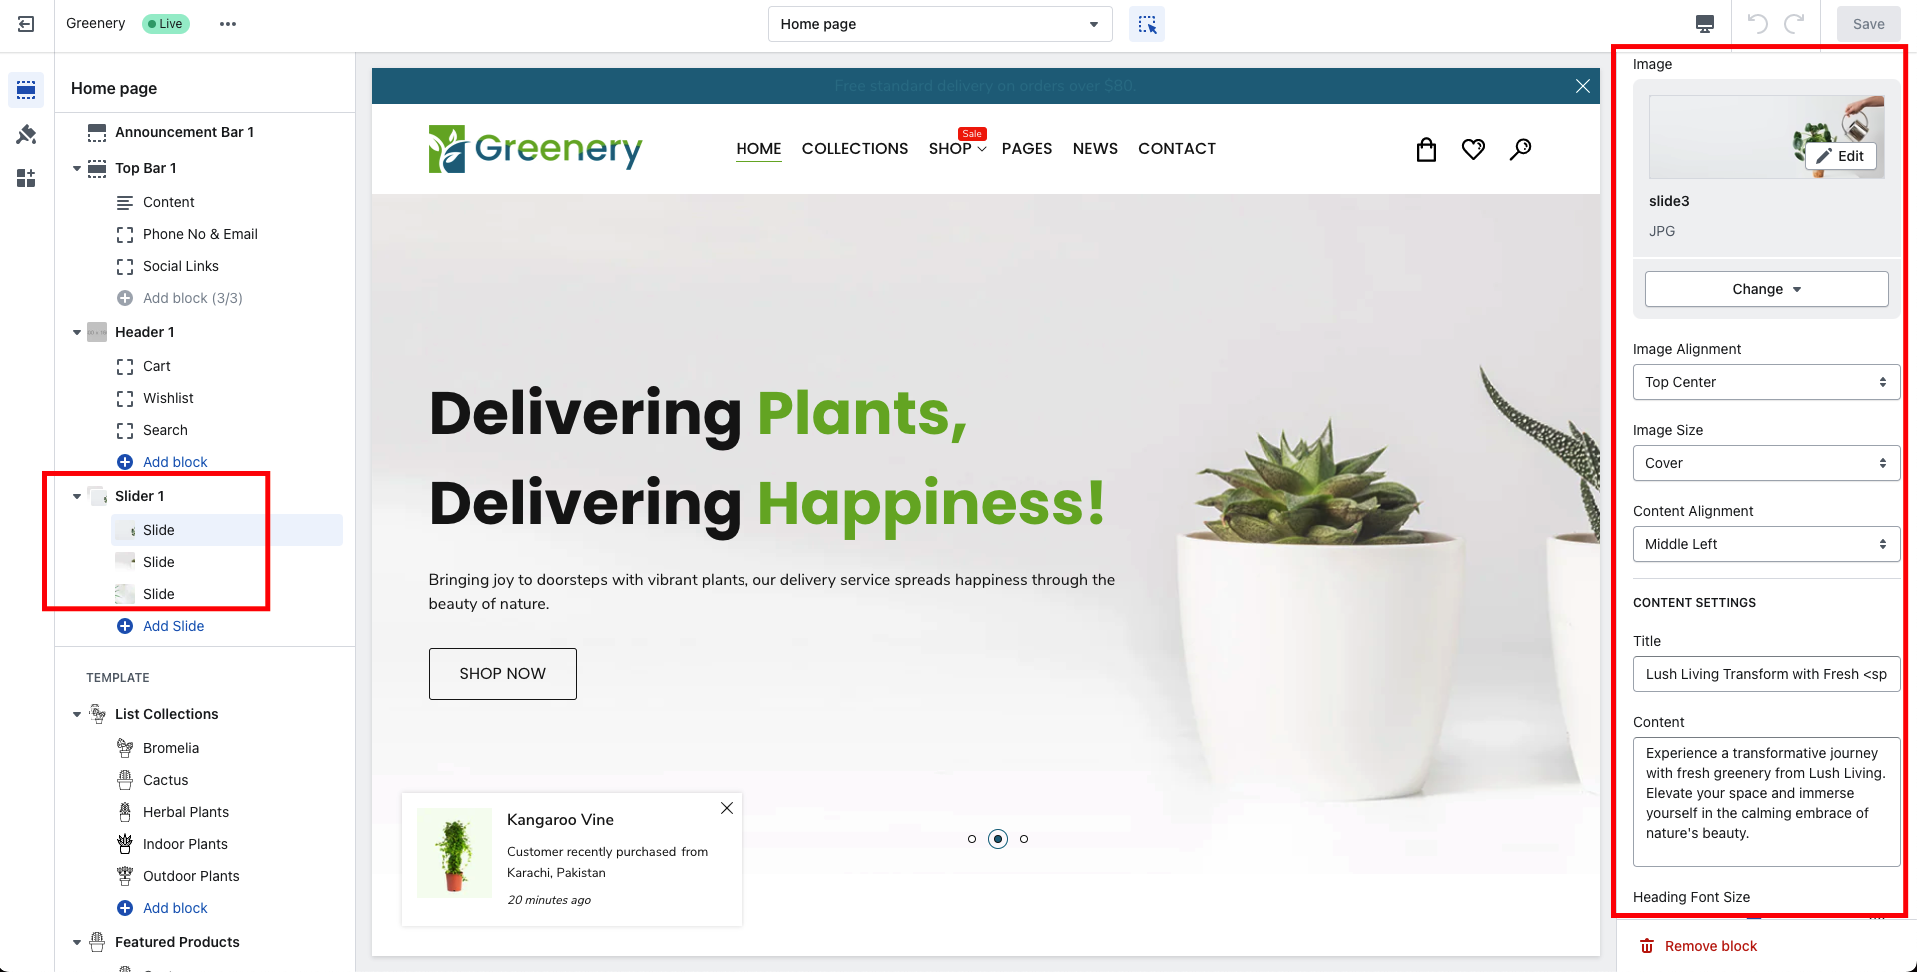 Greenery
Live
Home page
Save
Home page
Announcement Bar 1
Top Bar 1
Content
Phone No & Email
Social Links
Add block (3/3)
Header 1
Cart
Wishlist
Search
Add block
Slider 1
Slide
Slide
Slide
Add Slide
TEMPLATE
List Collections
Bromelia
Cactus
Herbal Plants
Indoor Plants
Outdoor Plants
Add block
Featured Products
Free standard delivery on orders over $80.
Greenery
HOME
COLLECTIONS
Sale
SHOP
PAGES
NEWS
CONTACT
Delivering Plants,
Delivering Happiness!
Bringing joy to doorsteps with vibrant plants, our delivery service spreads happiness through the
beauty of nature.
SHOP NOW
Kangaroo Vine
Customer recently purchased from
Karachi, Pakistan
20 minutes ago
Image
Edit
slide3
JPG
Change
Image Alignment
Top Center
Image Size
Cover
Content Alignment
Middle Left
CONTENT SETTINGS
Title
Lush Living Transform with Fresh <sp
Content
Experience a transformative journey
with fresh greenery from Lush Living.
Elevate your space and immerse
yourself in the calming embrace of
nature's beauty.
Heading Font Size
Remove block